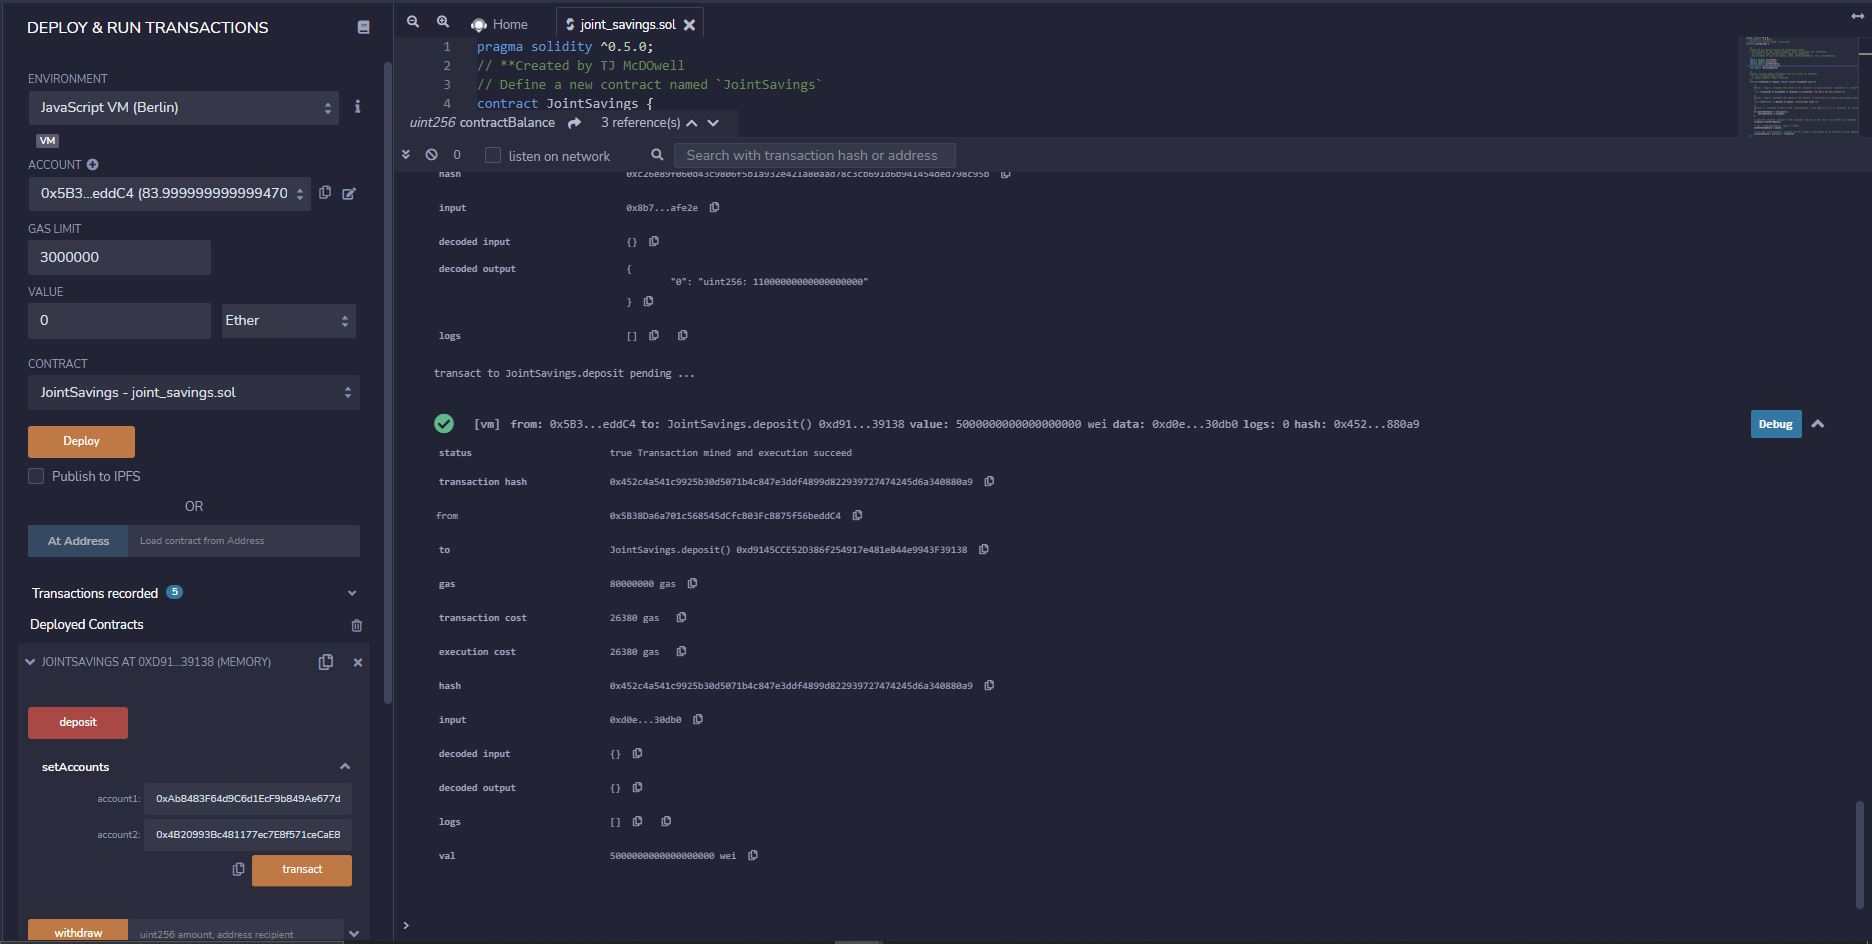 DEPLOY & RUN TRANSACTIONS
ENVIRONMENT
JavaScript VM (Berlin)
VM
ACCOUNT
0x5B3...eddC4 (83.999999999999470
GAS LIMIT
3000000
VALUE
0
Ether
CONTRACT
JointSavings - joint_savings.sol
Deploy
Publish to IPFS
OR
At Address
Load contract from Address
Transactions recorded 5
Deployed Contracts
JOINTSAVINGS AT 0XD91...39138 (MEMORY)
deposit
setAccounts
account1: 0xAb8483F64d9C6d1EcF9b849Ae677d
account2: 0x4B20993Bc481177ec7E8f571ceCaE8
transact
withdraw uint256 amount, address recipient
Home
joint_savings.sol
1 pragma solidity ^0.5.0;
2 // **Created by TJ McDOwell
3 // Define a new contract named `JointSavings`
4 contract JointSavings {
uint256 contractBalance 3 reference(s)
0 listen on network
Search with transaction hash or address
hash
input 0x8b7...afe2e
decoded input {}
decoded output {
"0": "uint256: 11000000000000000000"
}
logs []
transact to JointSavings.deposit pending ...
[vm] from: 0x5B3...eddC4 to: JointSavings.deposit() 0xd91...39138 value: 5000000000000000000 wei data: 0xd0e...30db0 logs: 0 hash: 0x452...880a9
Debug
status true Transaction mined and execution succeed
transaction hash 0x452c4a541c9925b30d5071b4c847e3ddf4899d822939727474245d6a340880a9
from 0x5B38Da6a701c568545dCfcB03FcB875f56beddC4
to JointSavings.deposit() 0xd9145CCE52D386f254917e481eB44e9943F39138
gas 80000000 gas
transaction cost 26380 gas
execution cost 26380 gas
hash 0x452c4a541c9925b30d5071b4c847e3ddf4899d822939727474245d6a340880a9
input 0xd0e...30db0
decoded input {}
decoded output {}
logs []
val 5000000000000000000 wei
>